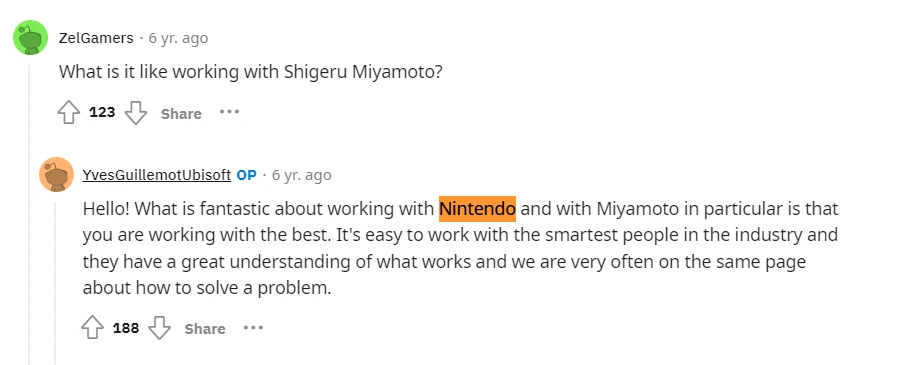 ZelGamers · 6 yr. ago
What is it like working with Shigeru Miyamoto?
123 Share ···
YvesGuillemotUbisoft OP · 6 yr. ago
Hello! What is fantastic about working with Nintendo and with Miyamoto in particular is that
you are working with the best. It's easy to work with the smartest people in the industry and
they have a great understanding of what works and we are very often on the same page
about how to solve a problem.
188 Share ···